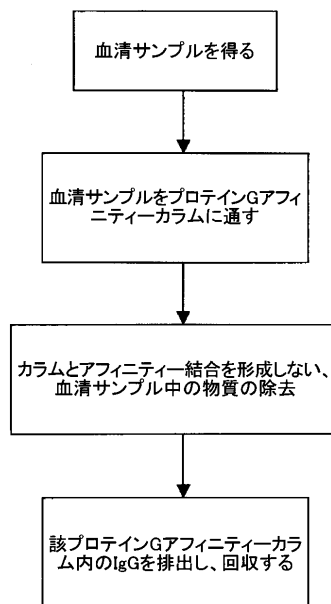 血清サンプルを得る
血清サンプルをプロテインGアフィ
ニティーカラムに通す
カラムとアフィニティー結合を形成しない、
血清サンプル中の物質の除去
該プロテインGアフィニティーカラ
ム内のIgGを排出し、回収する